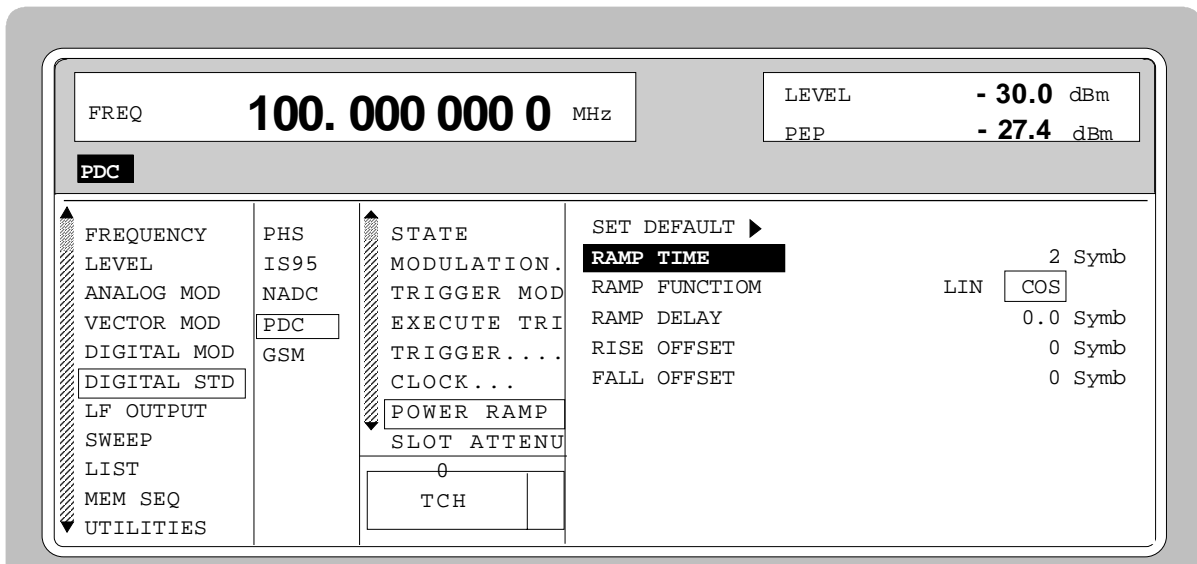 FREQ 100. 000 000 0 MHz
LEVEL - 30.0 dBm
PEP - 27.4 dBm
PDC
FREQUENCY
LEVEL
ANALOG MOD
VECTOR MOD
DIGITAL MOD
DIGITAL STD
LF OUTPUT
SWEEP
LIST
MEM SEQ
UTILITIES
PHS
IS95
NADC
PDC
GSM
STATE
MODULATION.
TRIGGER MOD
EXECUTE TRI
TRIGGER....
CLOCK...
POWER RAMP
SLOT ATTENU
0
TCH
SET DEFAULT
RAMP TIME 2 Symb
RAMP FUNCTIOM LIN COS
RAMP DELAY 0.0 Symb
RISE OFFSET 0 Symb
FALL OFFSET 0 Symb